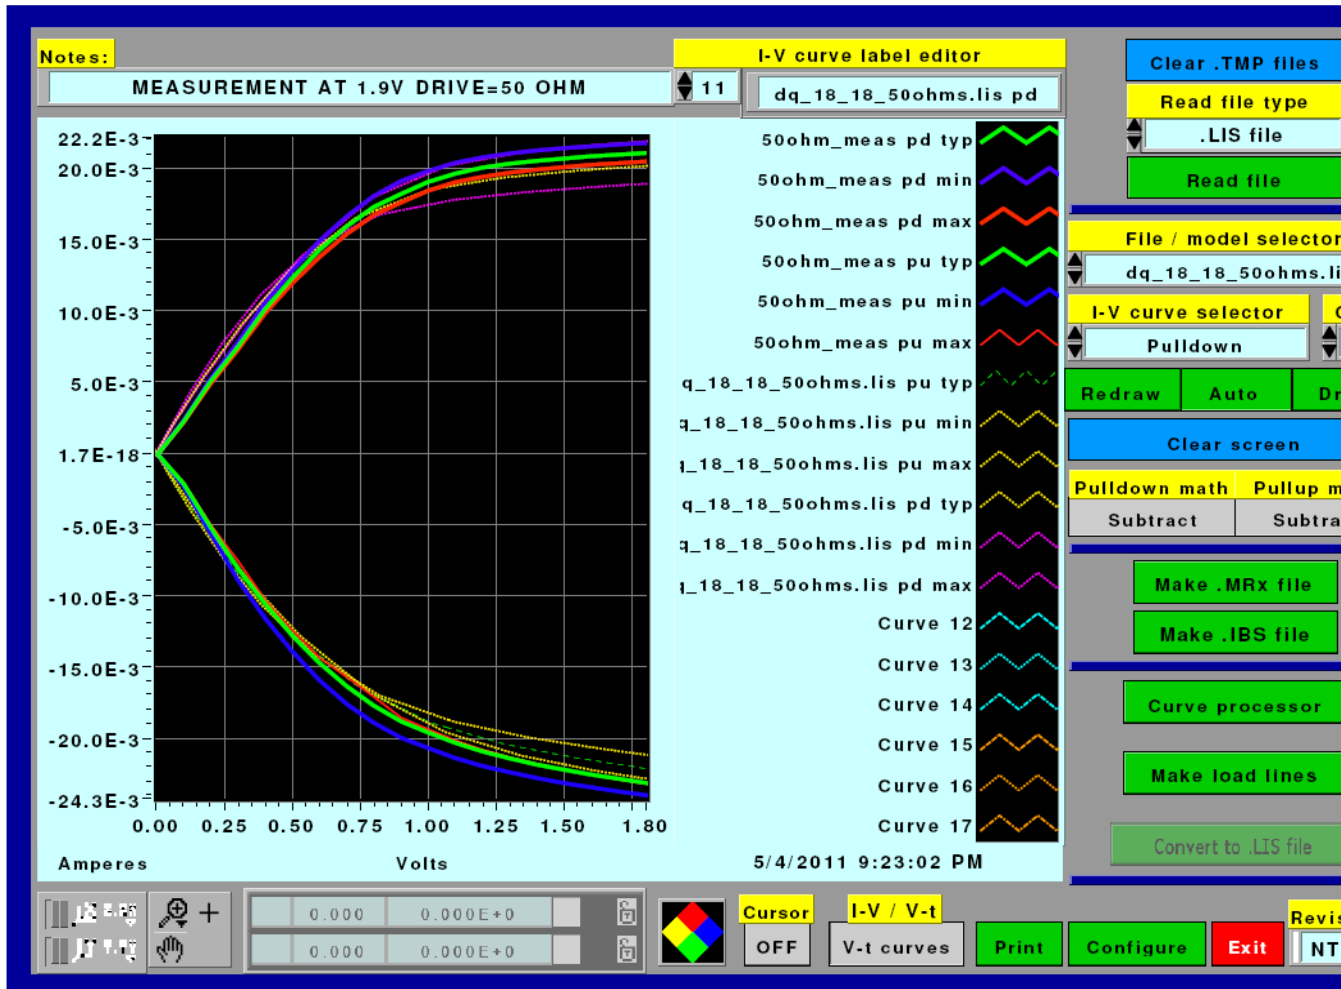 Notes:
MEASUREMENT AT 1.9V DRIVE=50 OHM
11
I-V curve label editor
dq_18_18_50ohms.lis pd
Clear .TMP files
Read file type
.LIS file
Read file
File / model selector
dq_18_18_50ohms.li
I-V curve selector
Pulldown
Redraw
Auto
Dr
Clear screen
Pulldown math
Pullup m
Subtract
Subtra
Make .MRx file
Make .IBS file
Curve processor
Make load lines
Convert to .LIS file
22.2E-3
20.0E-3
15.0E-3
10.0E-3
5.0E-3
1.7E-18
-5.0E-3
-10.0E-3
-15.0E-3
-20.0E-3
-24.3E-3
0.00 0.25 0.50 0.75 1.00 1.25 1.50 1.80
Amperes
Volts
50ohm_meas pd typ
50ohm_meas pd min
50ohm_meas pd max
50ohm_meas pu typ
50ohm_meas pu min
50ohm_meas pu max
q_18_18_50ohms.lis pu typ
q_18_18_50ohms.lis pu min
q_18_18_50ohms.lis pu max
q_18_18_50ohms.lis pd typ
q_18_18_50ohms.lis pd min
q_18_18_50ohms.lis pd max
Curve 12
Curve 13
Curve 14
Curve 15
Curve 16
Curve 17
5/4/2011 9:23:02 PM
0.000 0.000E+0
0.000 0.000E+0
Cursor
OFF
I-V / V-t
V-t curves
Print
Configure
Exit
Revis
NT